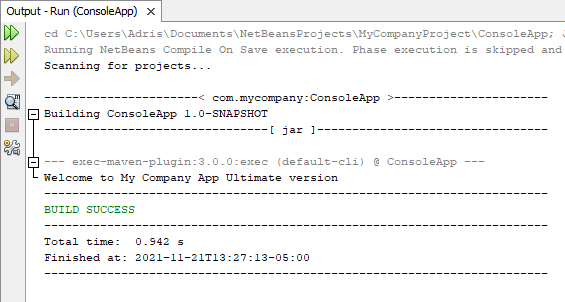 Output - Run (ConsoleApp)
cd C:\Users\Adris\Documents\NetBeansProjects\MyCompanyProject\ConsoleApp; J
Running NetBeans Compile On Save execution. Phase execution is skipped and
Scanning for projects...
----------------------< com.mycompany:ConsoleApp >----------------------
Building ConsoleApp 1.0-SNAPSHOT
--------------------------------[ jar ]---------------------------------
--- exec-maven-plugin:3.0.0:exec (default-cli) @ ConsoleApp ---
Welcome to My Company App Ultimate version
------------------------------------------------------------------------
BUILD SUCCESS
------------------------------------------------------------------------
Total time:  0.942 s
Finished at: 2021-11-21T13:27:13-05:00
------------------------------------------------------------------------